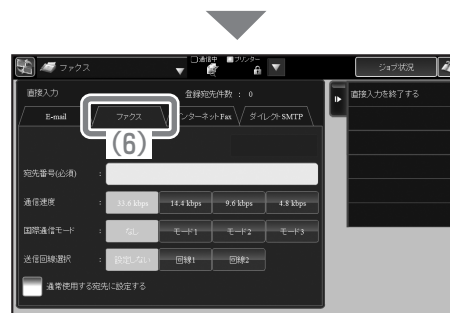 ファクス
通信中
プリンター
ジョブ状況
直接入力
登録宛先件数 : 0
直接入力を終了する
E-mail
ファクス
ンターネットFax
ダイレクトSMTP
(6)
宛先番号(必須) :
通信速度 : 33.6 kbps 14.4 kbps 9.6 kbps 4.8 kbps
国際通信モード : なし モード1 モード2 モード3
送信回線選択 : 設定しない 回線1 回線2
通常使用する宛先に設定する